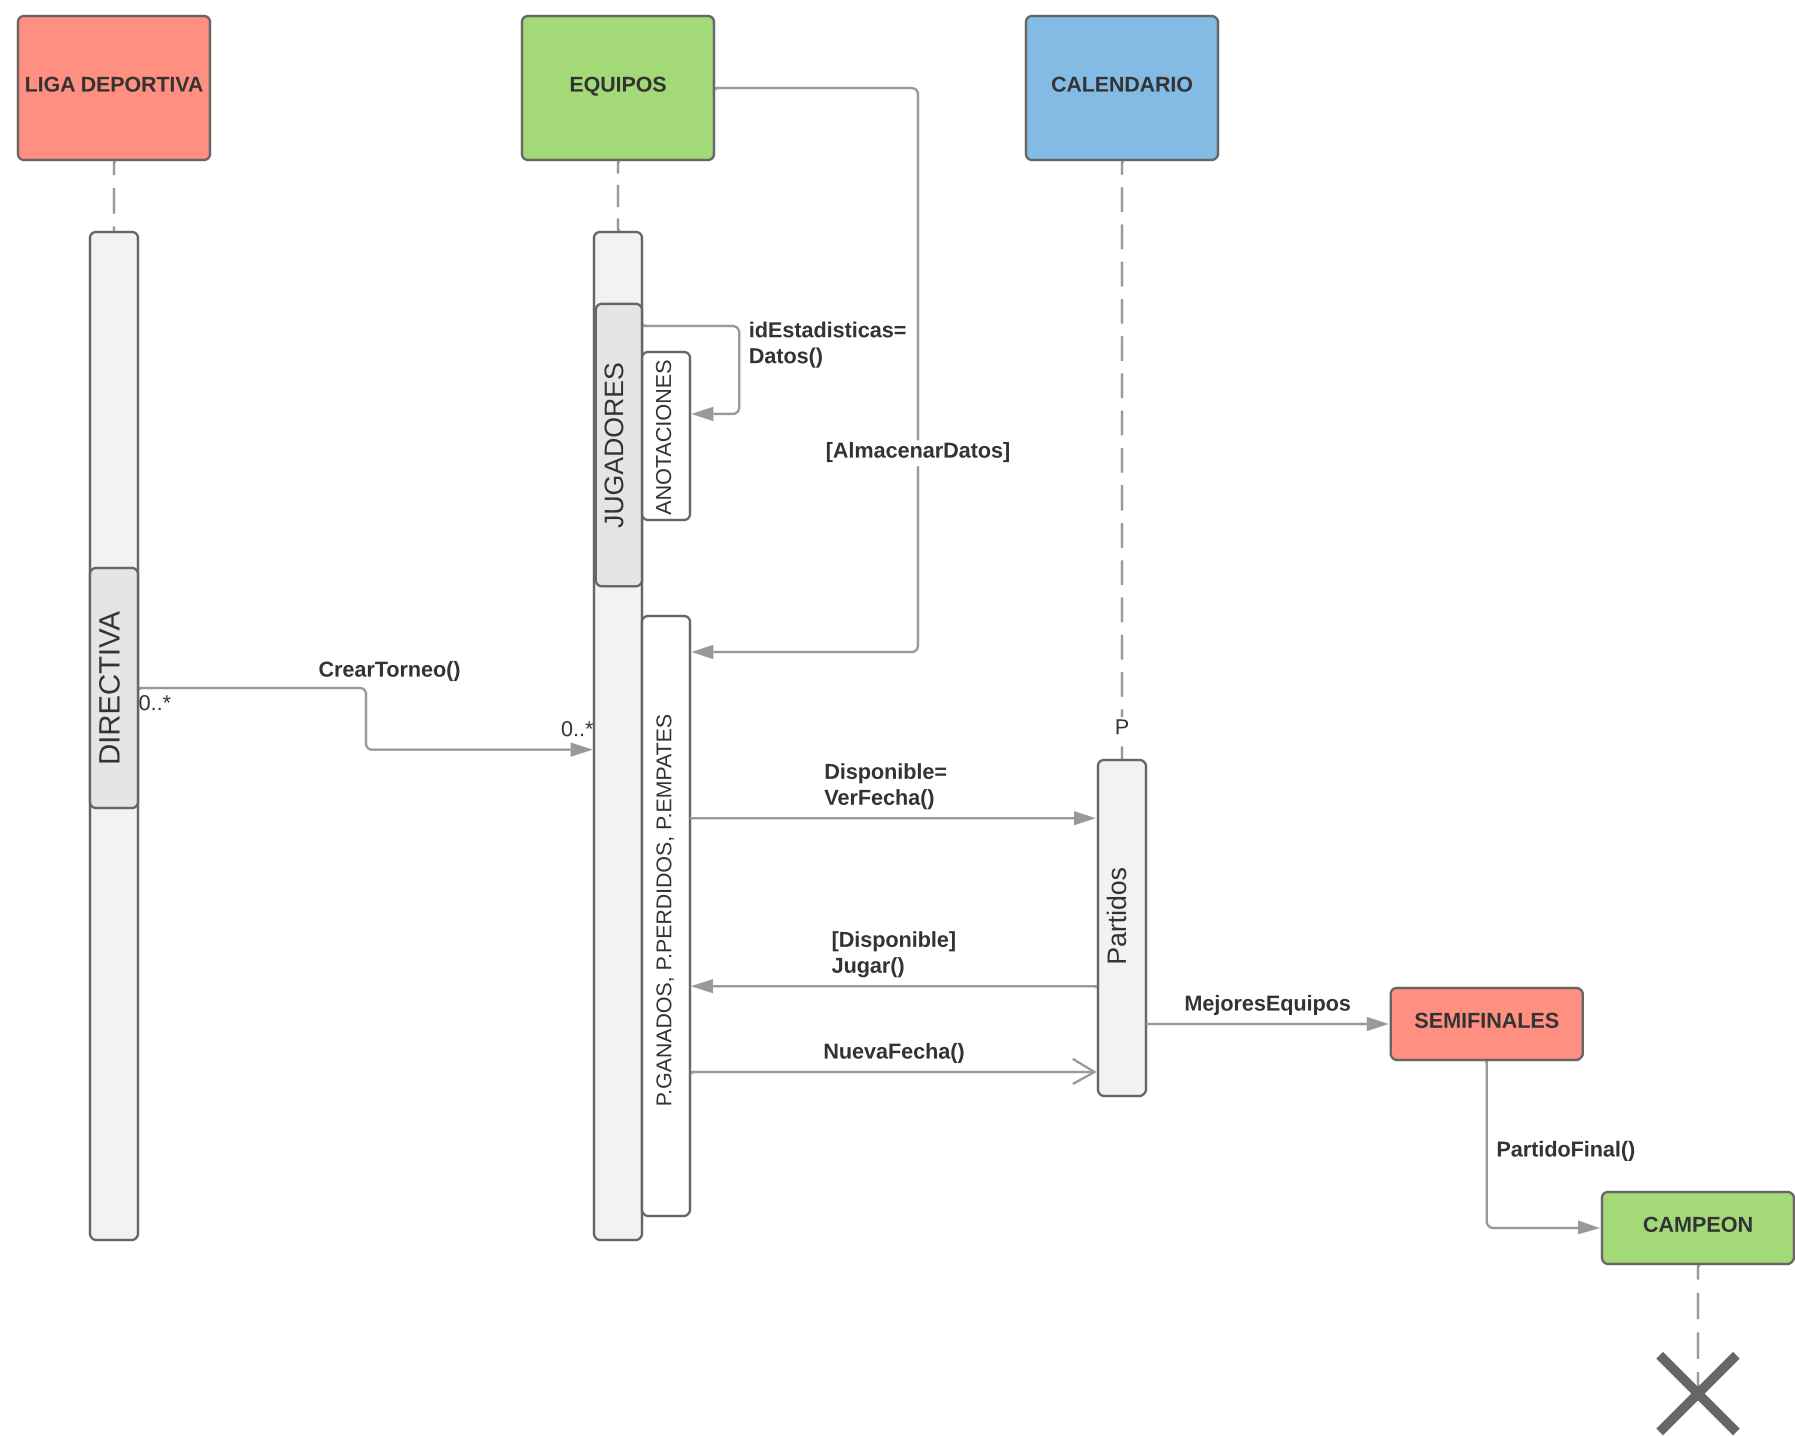 LIGA DEPORTIVA
EQUIPOS
CALENDARIO
idEstadisticas=
Datos()
JUGADORES
ANOTACIONES
[AlmacenarDatos]
DIRECTIVA
CrearTorneo()
0..*
0..*
P
P.GANADOS, P.PERDIDOS, P.EMPATES
Disponible=
VerFecha()
Partidos
[Disponible]
Jugar()
MejoresEquipos
SEMIFINALES
NuevaFecha()
PartidoFinal()
CAMPEON